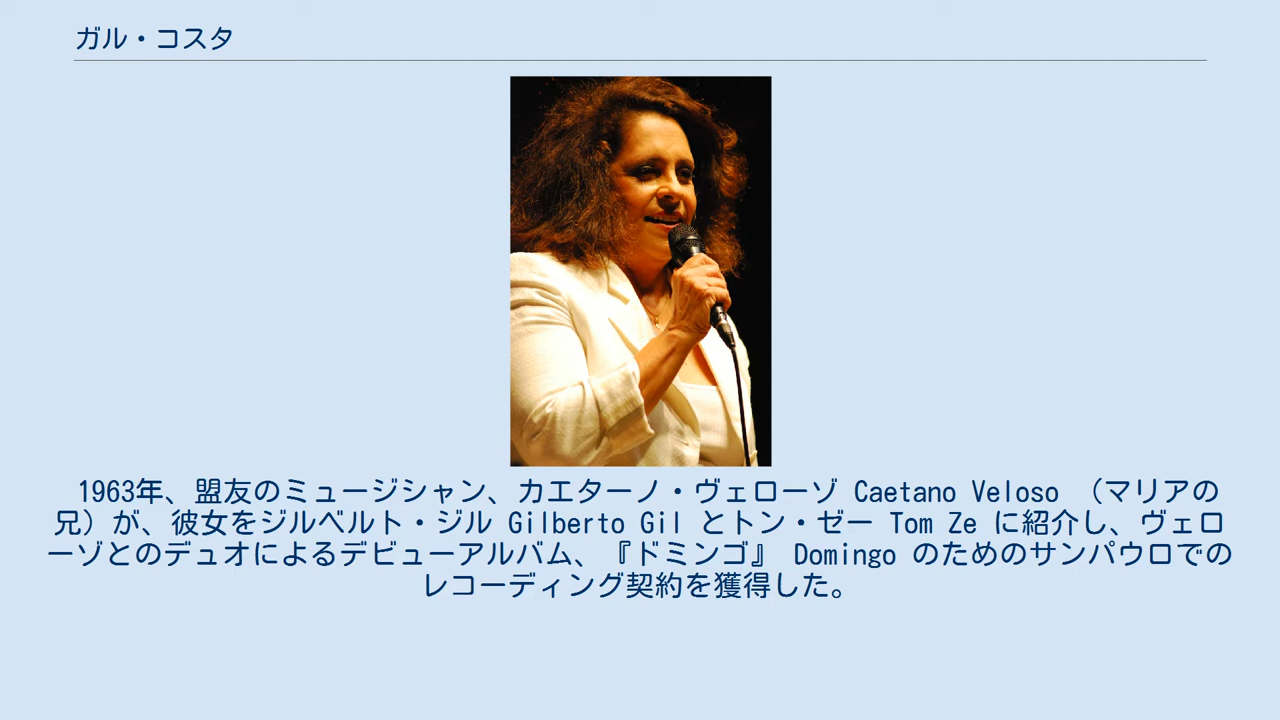 ガル・コスタ
1963年、盟友のミュージシャン、カエターノ・ヴェローゾ Caetano Veloso （マリアの
兄）が、彼女をジルベルト・ジル Gilberto Gil とトン・ゼー Tom Ze に紹介し、ヴェロ
ーゾとのデュオによるデビューアルバム、『ドミンゴ』 Domingo のためのサンパウロでの
レコーディング契約を獲得した。